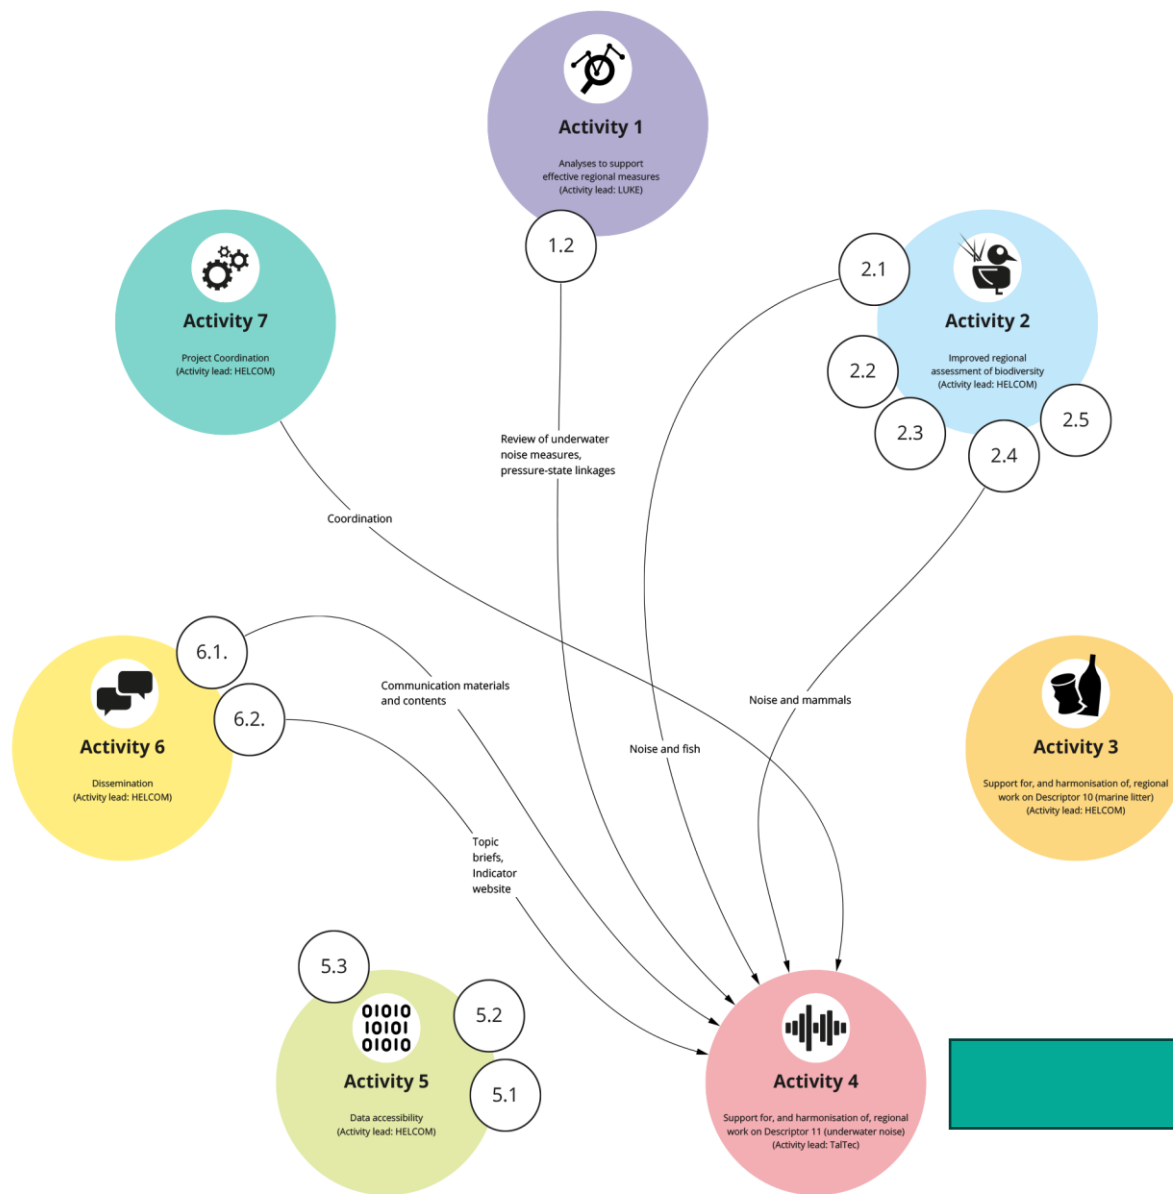 Activity 1
Analyses to support
effective regional measures
(Activity lead: LUKE)
1.2
Activity 7
Project Coordination
(Activity lead: HELCOM)
2.1
Activity 2
Improved regional
assessment of biodiversity
(Activity lead: HELCOM)
2.2
2.3
2.4
2.5
Review of underwater
noise measures,
pressure-state linkages
Coordination
6.1.
6.2.
Activity 6
Dissemination
(Activity lead: HELCOM)
Communication materials
and contents
Noise and fish
Noise and mammals
Activity 3
Support for, and harmonisation of, regional
work on Descriptor 10 (marine litter)
(Activity lead: HELCOM)
Topic
briefs,
Indicator
website
5.3
5.2
5.1
01010
10101
01010
Activity 5
Data accessibility
(Activity lead: HELCOM)
Activity 4
Support for, and harmonisation of, regional
work on Descriptor 11 (underwater noise)
(Activity lead: TalTec)